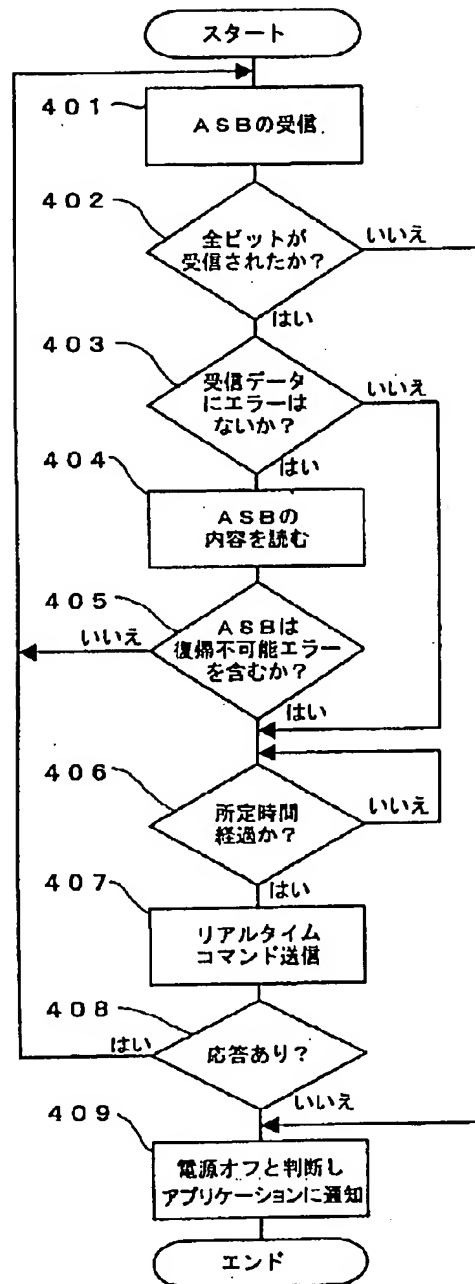 スタート
401
ASBの受信
402
全ビットが
受信されたか?
いいえ
はい
403
受信データ
にエラーは
ないか?
いいえ
はい
404
ASBの
内容を読む
405
ASBは
復帰不可能エラー
を含むか?
いいえ
はい
406
所定時間
経過か?
いいえ
はい
407
リアルタイム
コマンド送信
408
応答あり?
はい
いいえ
409
電源オフと判断し
アプリケーションに通知
エンド